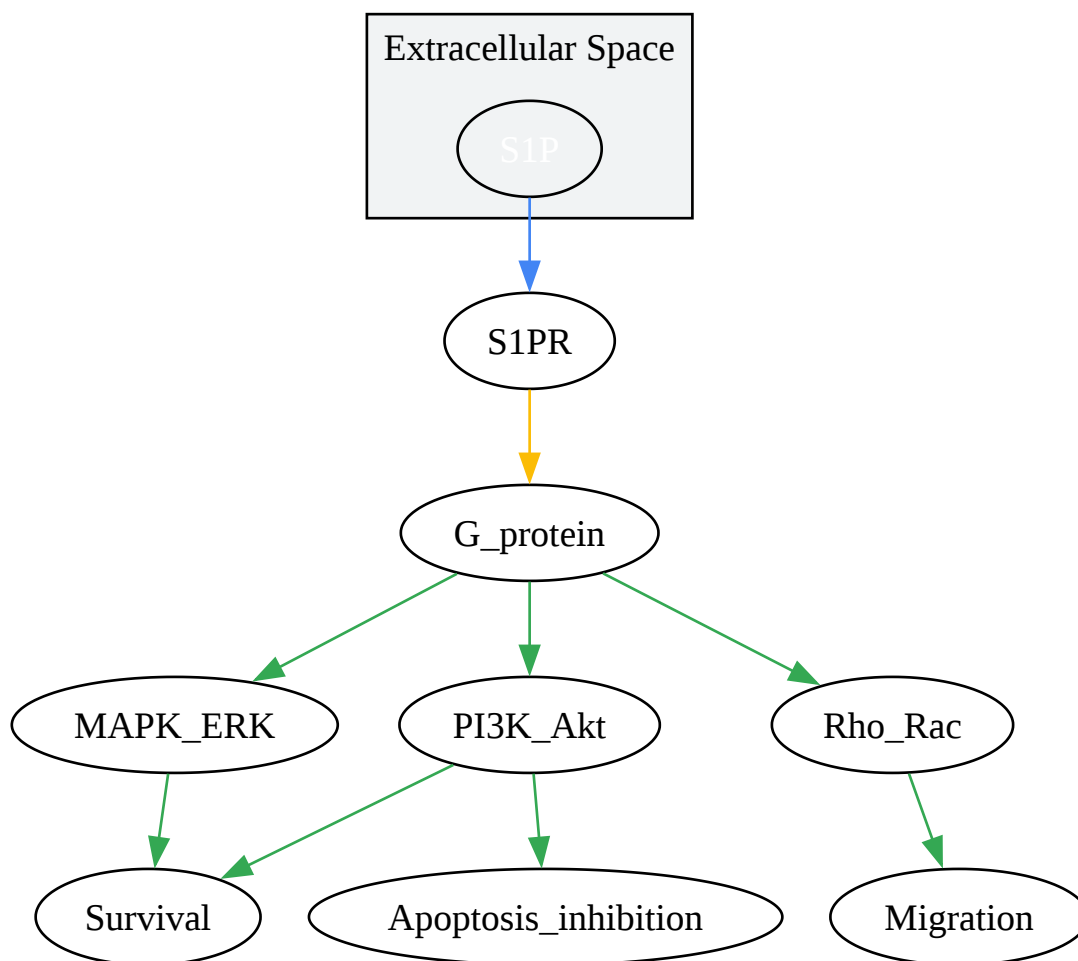 Extracellular Space
S1P
S1PR
G_protein
MAPK_ERK
PI3K_Akt
Rho_Rac
Survival
Apoptosis_inhibition
Migration